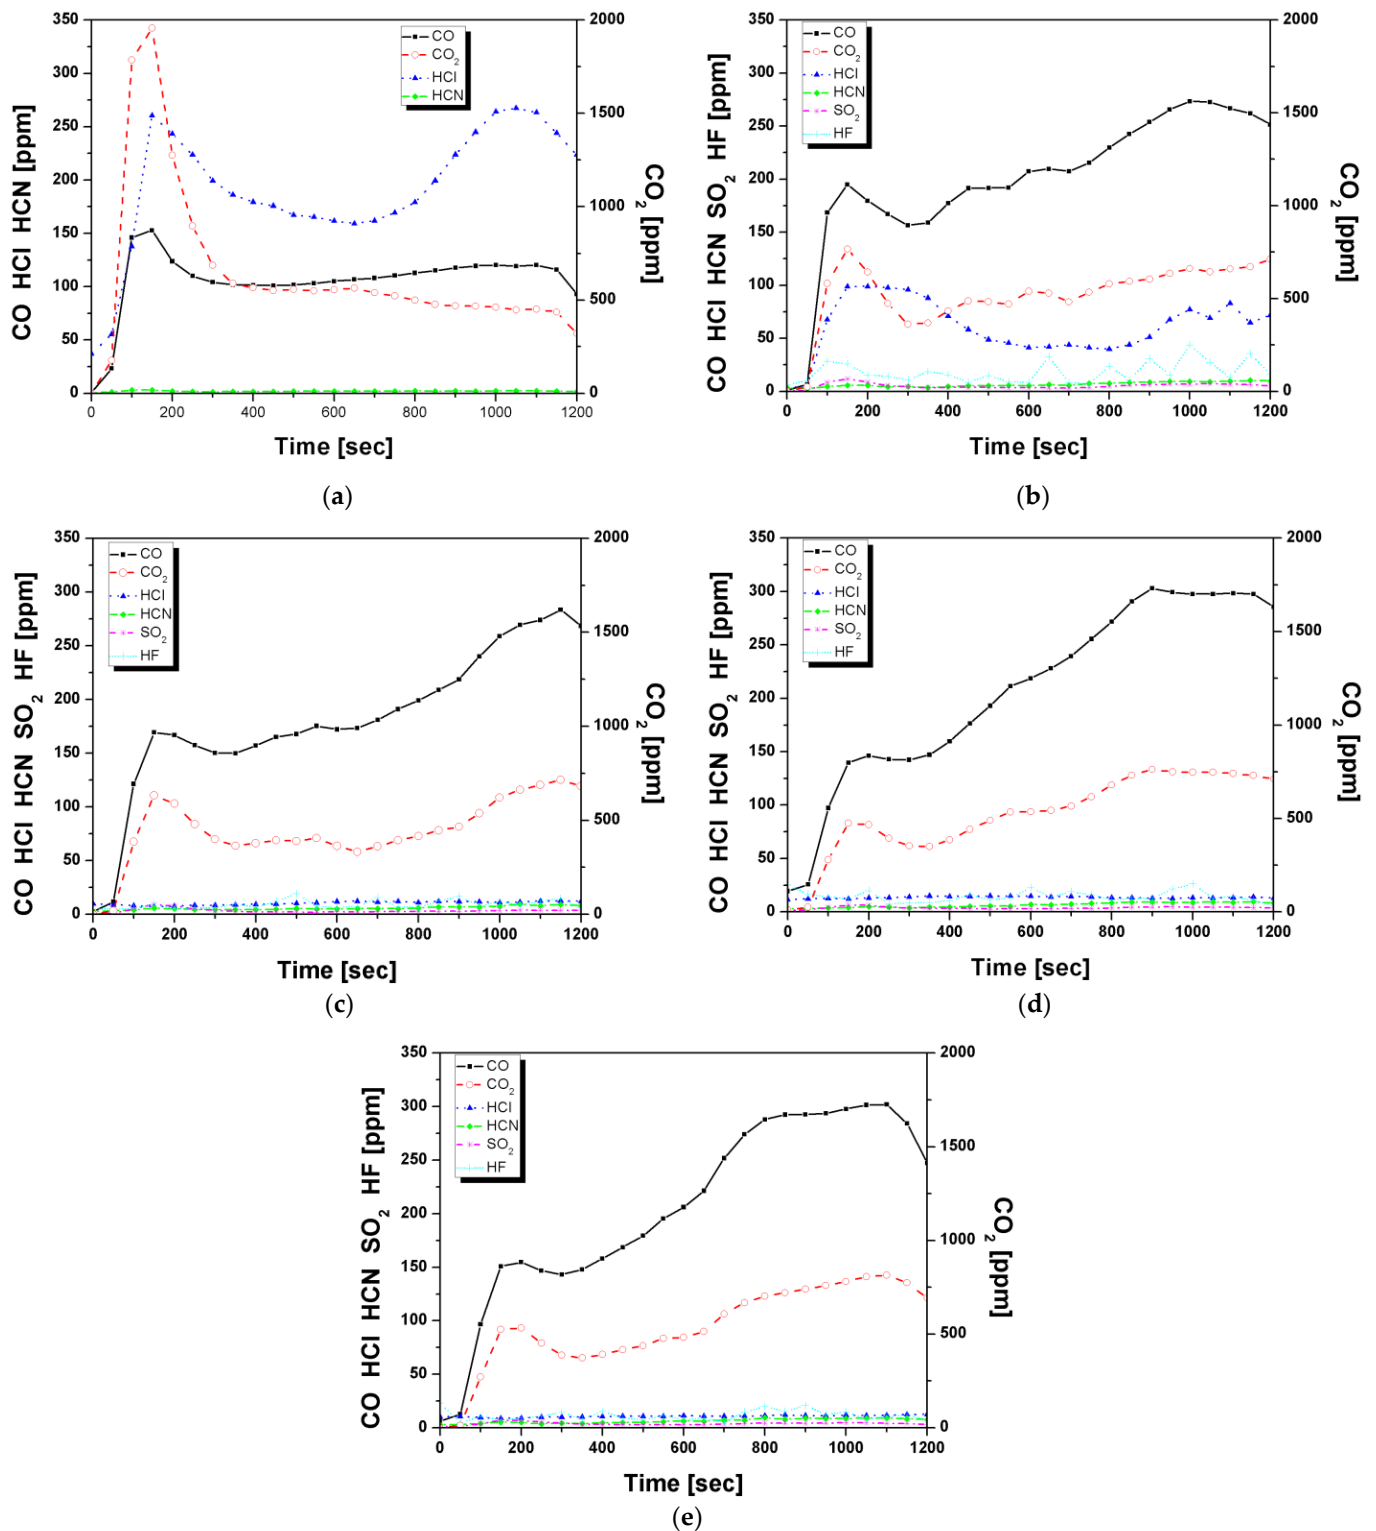 CO HCl HCN [ppm]
350
300
250
200
150
100
50
0
CO
CO2
HCl
HCN
2000
1500
1000
500
0
CO2 [ppm]
0 200 400 600 800 1000 1200
Time [sec]
(a)
CO HCl HCN SO2 HF [ppm]
350
300
250
200
150
100
50
0
CO
CO2
HCl
HCN
SO2
HF
2000
1500
1000
500
0
CO2 [ppm]
0 200 400 600 800 1000 1200
Time [sec]
(b)
CO HCl HCN SO2 HF [ppm]
350
300
250
200
150
100
50
0
CO
CO2
HCl
HCN
SO2
HF
2000
1500
1000
500
0
CO2 [ppm]
0 200 400 600 800 1000 1200
Time [sec]
(c)
CO HCl HCN SO2 HF [ppm]
350
300
250
200
150
100
50
0
CO
CO2
HCl
HCN
SO2
HF
2000
1500
1000
500
0
CO2 [ppm]
0 200 400 600 800 1000 1200
Time [sec]
(d)
CO HCl HCN SO2 HF [ppm]
350
300
250
200
150
100
50
0
CO
CO2
HCl
HCN
SO2
HF
2000
1500
1000
500
0
CO2 [ppm]
0 200 400 600 800 1000 1200
Time [sec]
(e)